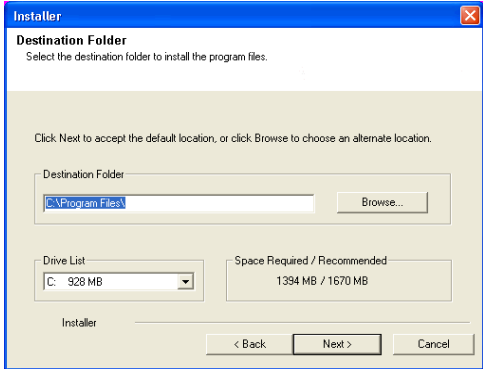 Installer
Destination Folder
Select the destination folder to install the program files.
Click Next to accept the default location, or click Browse to choose an alternate location.
Destination Folder
C:\Program Files\
Browse...
Drive List
Space Required / Recommended
C: 928 MB
1394 MB / 1670 MB
Installer
< Back
Next >
Cancel